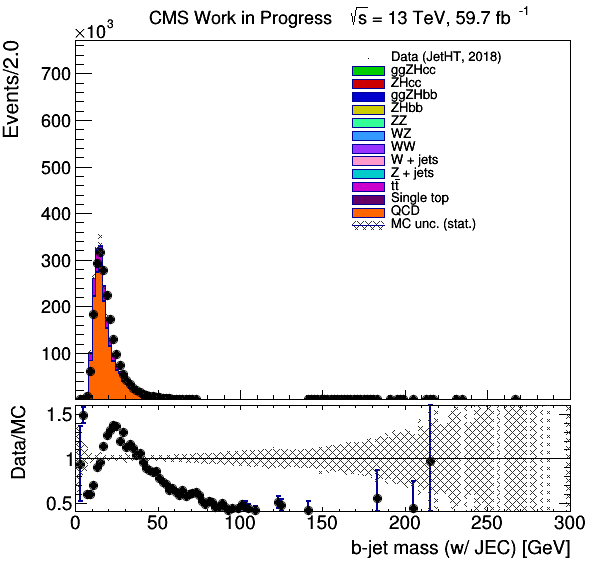 CMS Work in Progress √s = 13 TeV, 59.7 fb⁻¹
×10³
Events/2.0
700
600
500
400
300
200
100
Data (JetHT, 2018)
ggZHcc
ZHcc
ggZHbb
ZHbb
ZZ
WZ
WW
W + jets
Z + jets
tt̄
Single top
QCD
MC unc. (stat.)
Data/MC
1.5
1
0.5
0 50 100 150 200 250 300
b-jet mass (w/ JEC) [GeV]